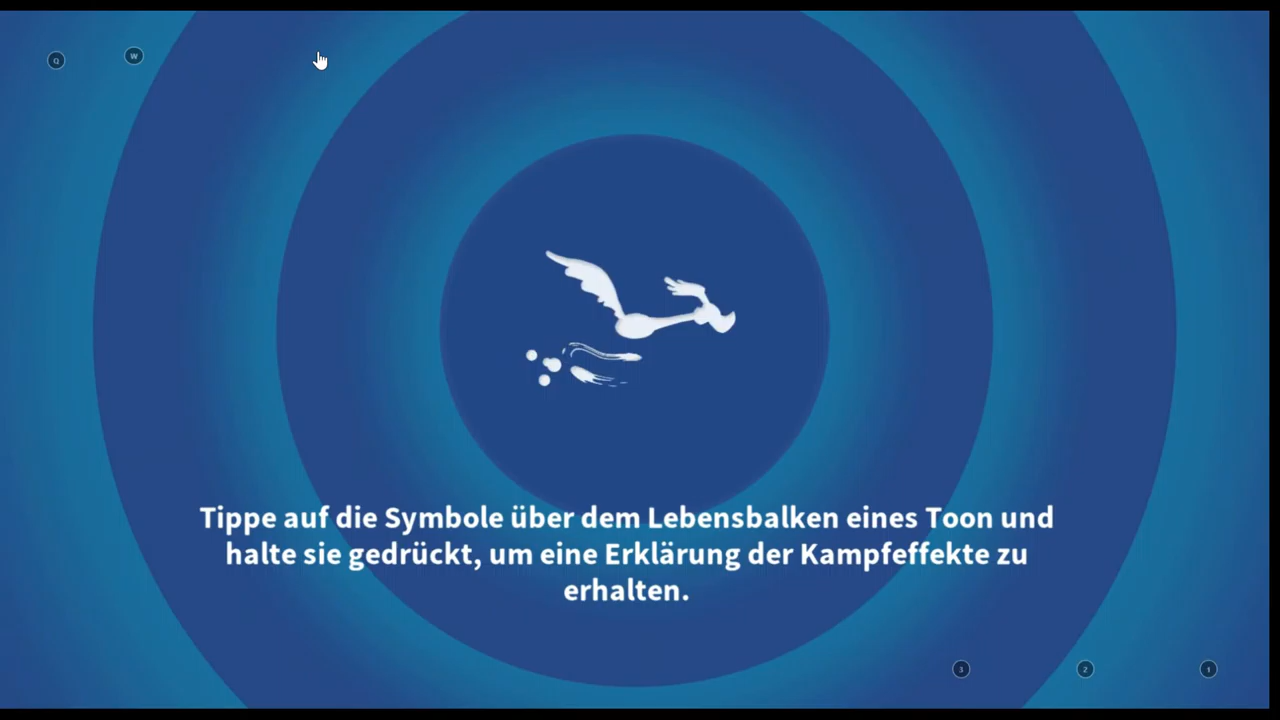 Q W
Tippe auf die Symbole über dem Lebensbalken eines Toon und
halte sie gedrückt, um eine Erklärung der Kampfeffekte zu
erhalten.
3 2 1